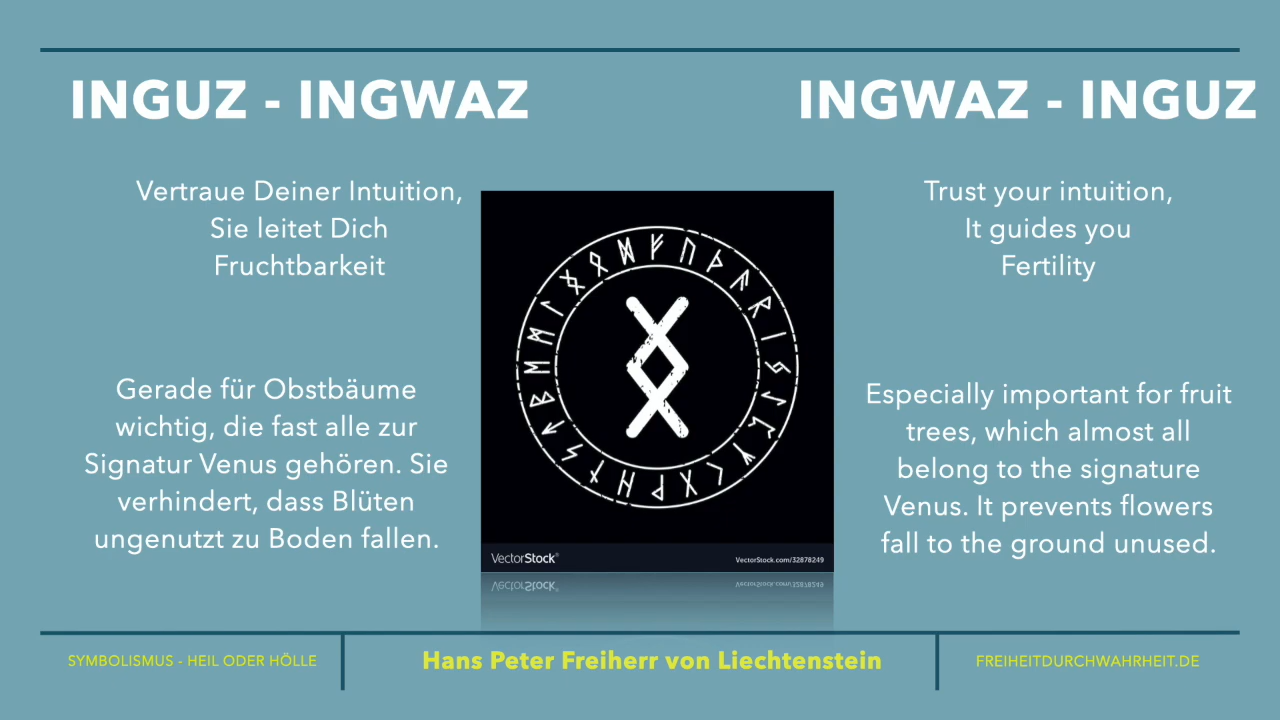 INGUZ - INGWAZ
INGWAZ - INGUZ
Vertraue Deiner Intuition,
Sie leitet Dich
Fruchtbarkeit
Trust your intuition,
It guides you
Fertility
Gerade für Obstbäume
wichtig, die fast alle zur
Signatur Venus gehören. Sie
verhindert, dass Blüten
ungenutzt zu Boden fallen.
Especially important for fruit
trees, which almost all
belong to the signature
Venus. It prevents flowers
fall to the ground unused.
VectorStock®
VectorStock.com/32878249
SYMBOLISMUS - HEIL ODER HÖLLE
Hans Peter Freiherr von Liechtenstein
FREIHEITDURCHWAHRHEIT.DE